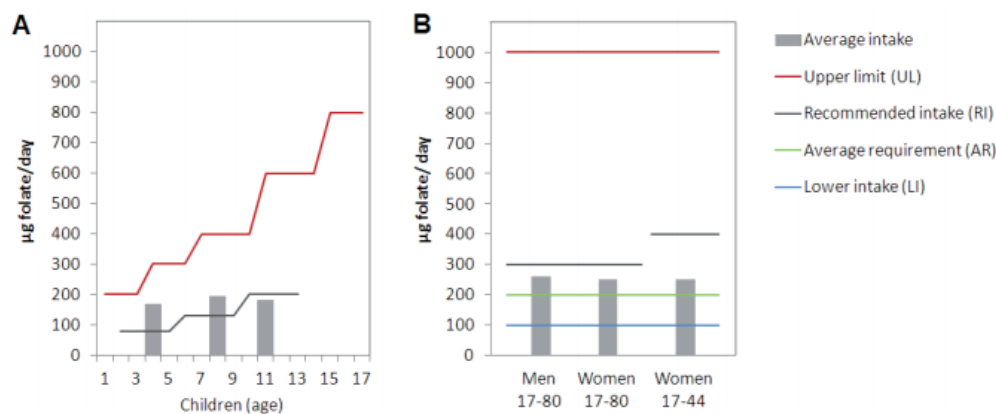 A
1000
900
800
700
600
500
400
300
200
100
0
µg folate/day
1 3 5 7 9 11 13 15 17
Children (age)
B
1000
900
800
700
600
500
400
300
200
100
0
µg folate/day
Men
17-80
Women
17-80
Women
17-44
Average intake
Upper limit (UL)
Recommended intake (RI)
Average requirement (AR)
Lower intake (LI)